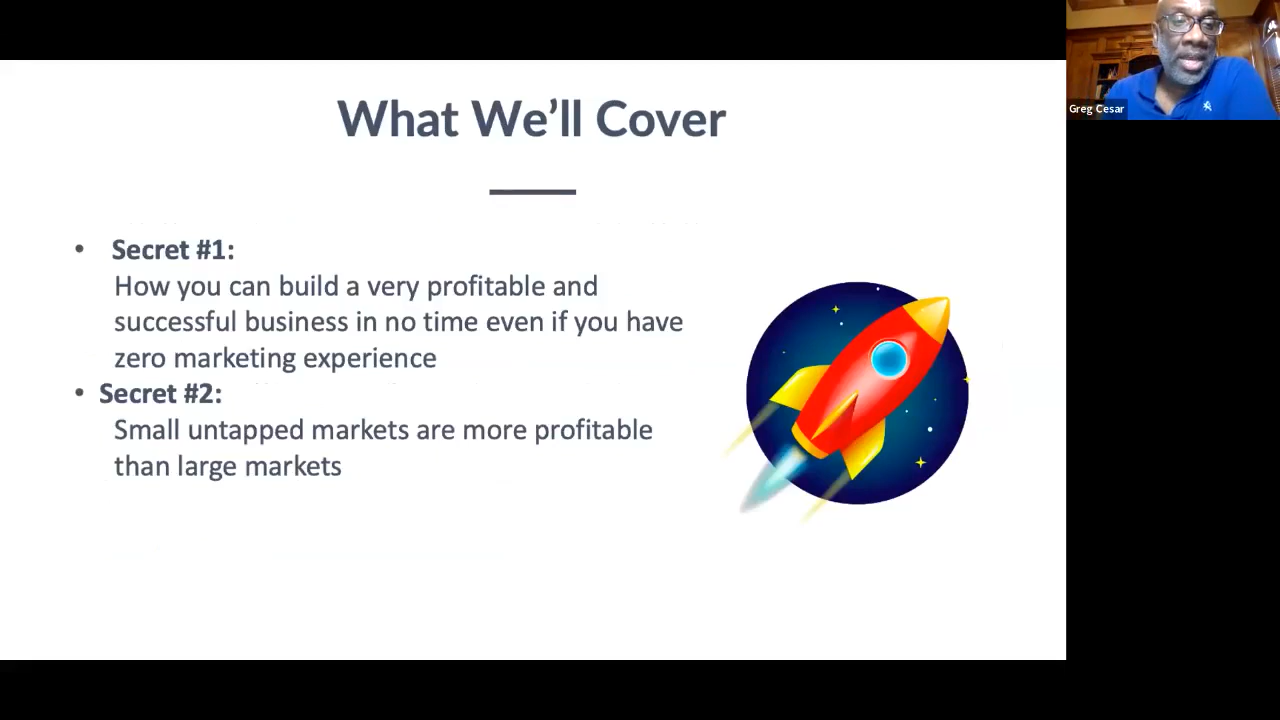 What We’ll Cover
• Secret #1:
How you can build a very profitable and
successful business in no time even if you have
zero marketing experience
• Secret #2:
Small untapped markets are more profitable
than large markets
Greg Cesar